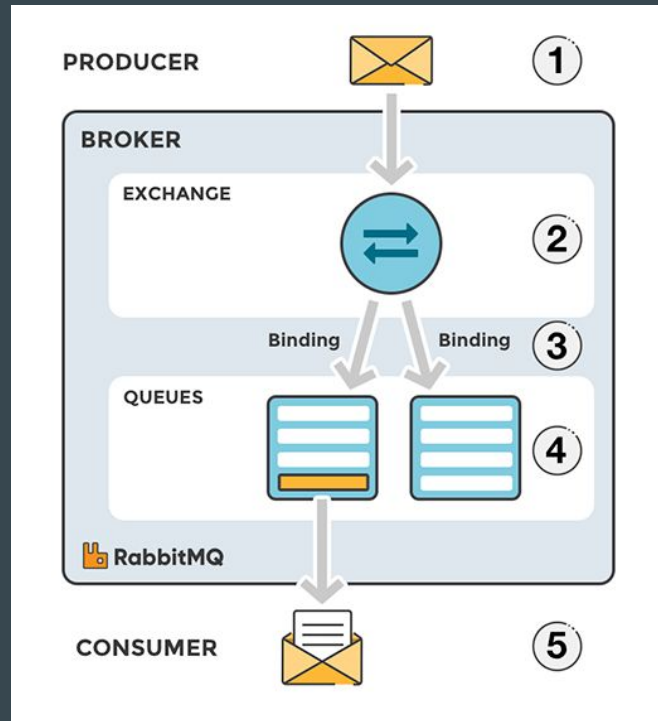 PRODUCER
1
BROKER
EXCHANGE
2
Binding Binding
3
QUEUES
4
RabbitMQ
CONSUMER
5